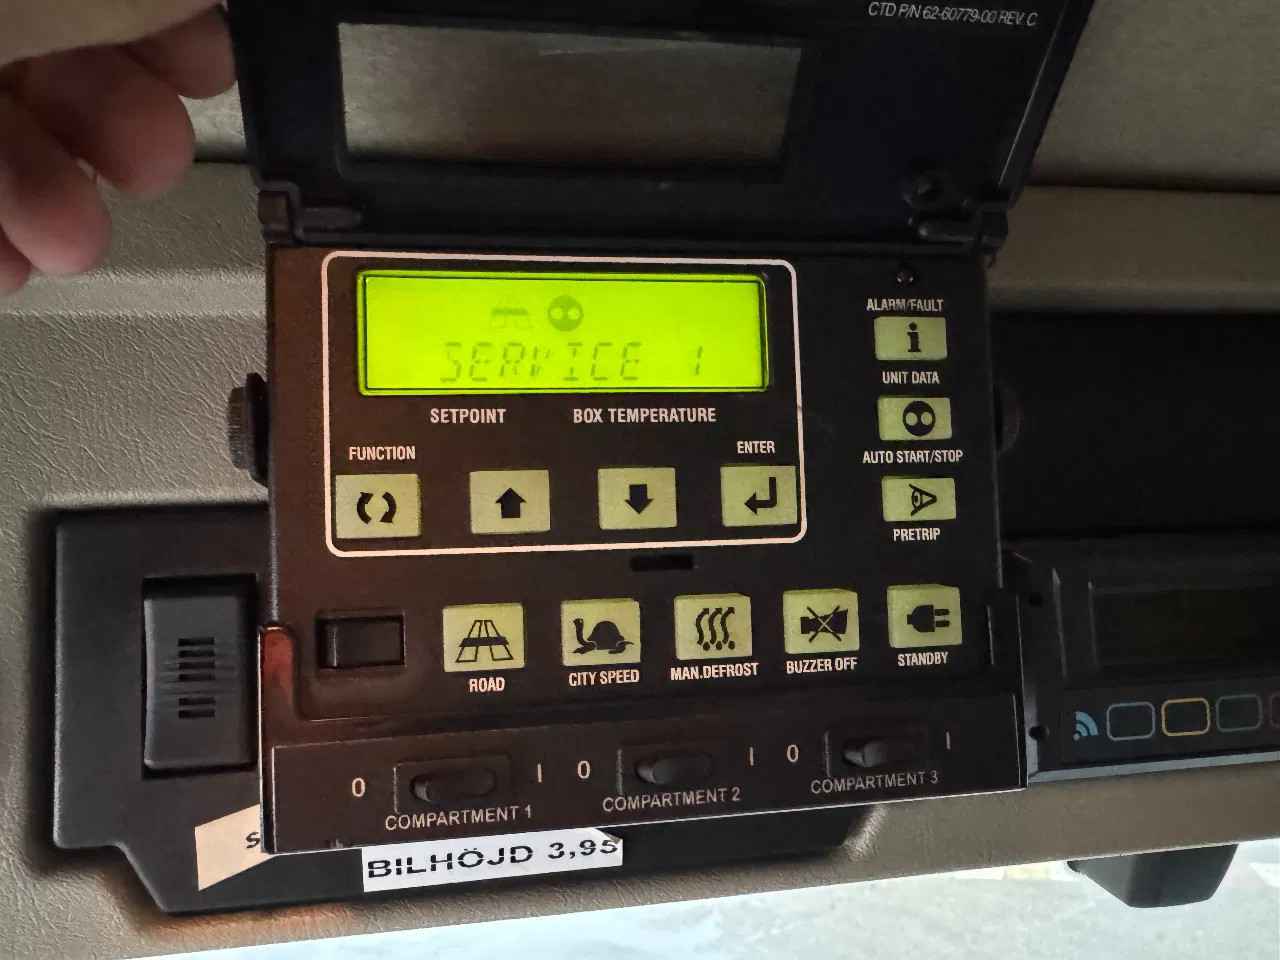 CTD P/N 62-60779-00 REV. C
ALARM/FAULT
i
UNIT DATA
SERVICE 1
SETPOINT BOX TEMPERATURE
FUNCTION
ENTER
AUTO START/STOP
PRETRIP
ROAD
CITY SPEED
MAN.DEFROST
BUZZER OFF
STANDBY
0 I
COMPARTMENT 1
0 I
COMPARTMENT 2
0 I
COMPARTMENT 3
S
BILHÖJD 3,95